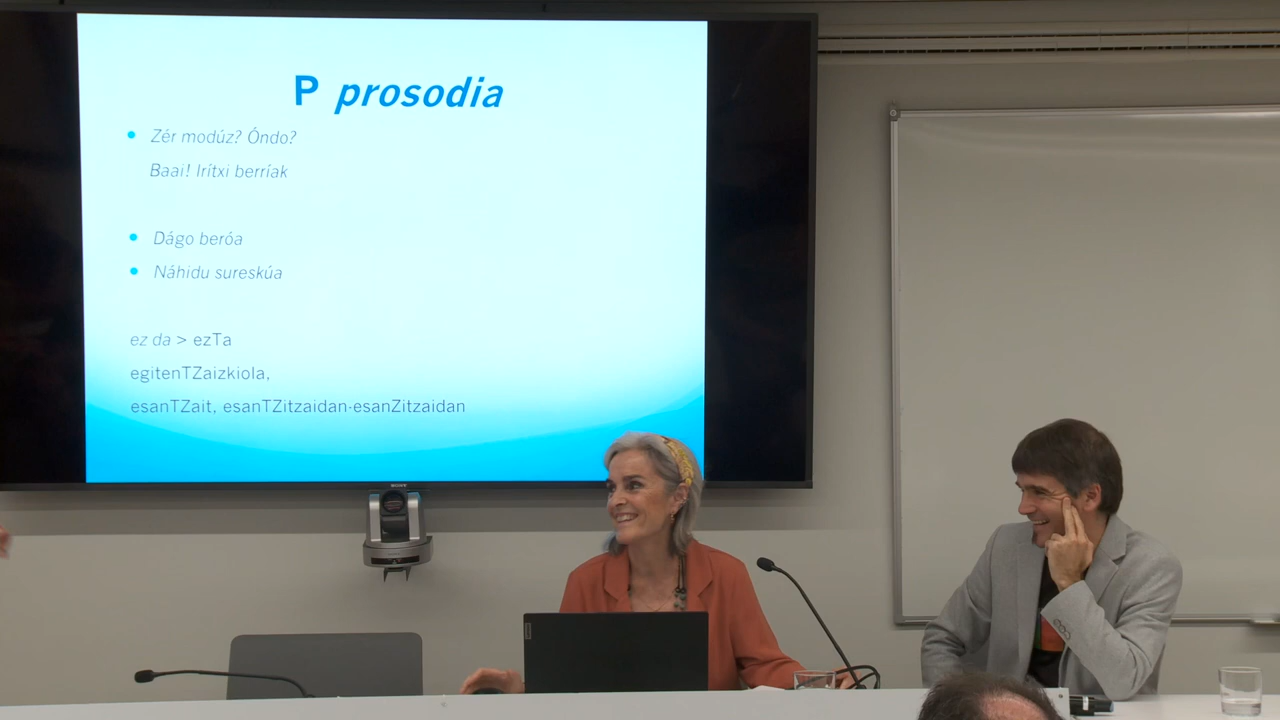 P prosodia
Zér modúz? Óndo?
Baai! Irítxi berríak
Dágo beróa
Náhidu sureskúa
ez da > ezTa
egitenTZaizkiola,
esanTZait, esanTZitzaidan-esanZitzaidan